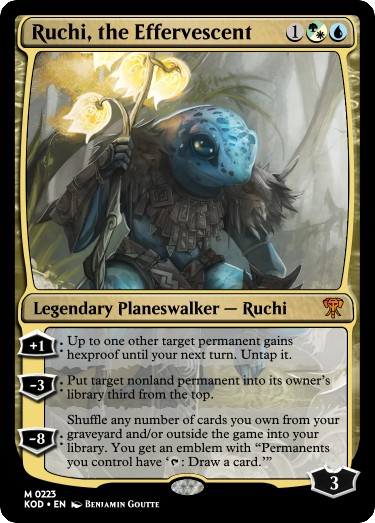 Ruchi, the Effervescent 1
Legendary Planeswalker — Ruchi
+1: Up to one other target permanent gains
hexproof until your next turn. Untap it.
-3: Put target nonland permanent into its owner's
library third from the top.
Shuffle any number of cards you own from your
graveyard and/or outside the game into your
-8: library. You get an emblem with “Permanents
you control have ‘: Draw a card.’”
3
M 0223
KOD • EN Benjamin Goutte